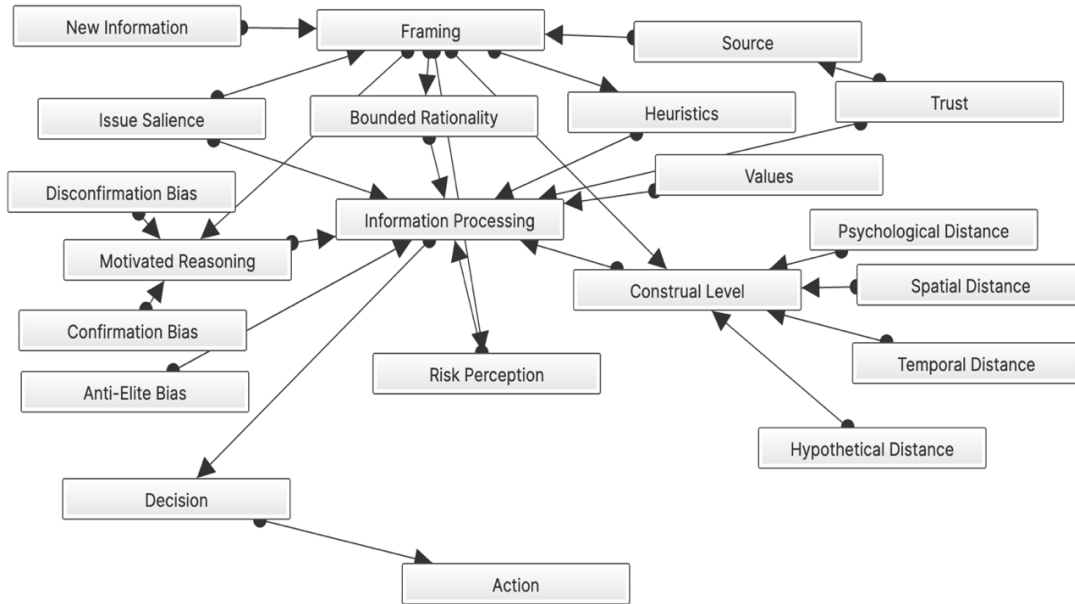 New Information
Framing
Source
Issue Salience
Bounded Rationality
Heuristics
Trust
Disconfirmation Bias
Information Processing
Values
Motivated Reasoning
Psychological Distance
Construal Level
Spatial Distance
Confirmation Bias
Anti-Elite Bias
Risk Perception
Temporal Distance
Hypothetical Distance
Decision
Action